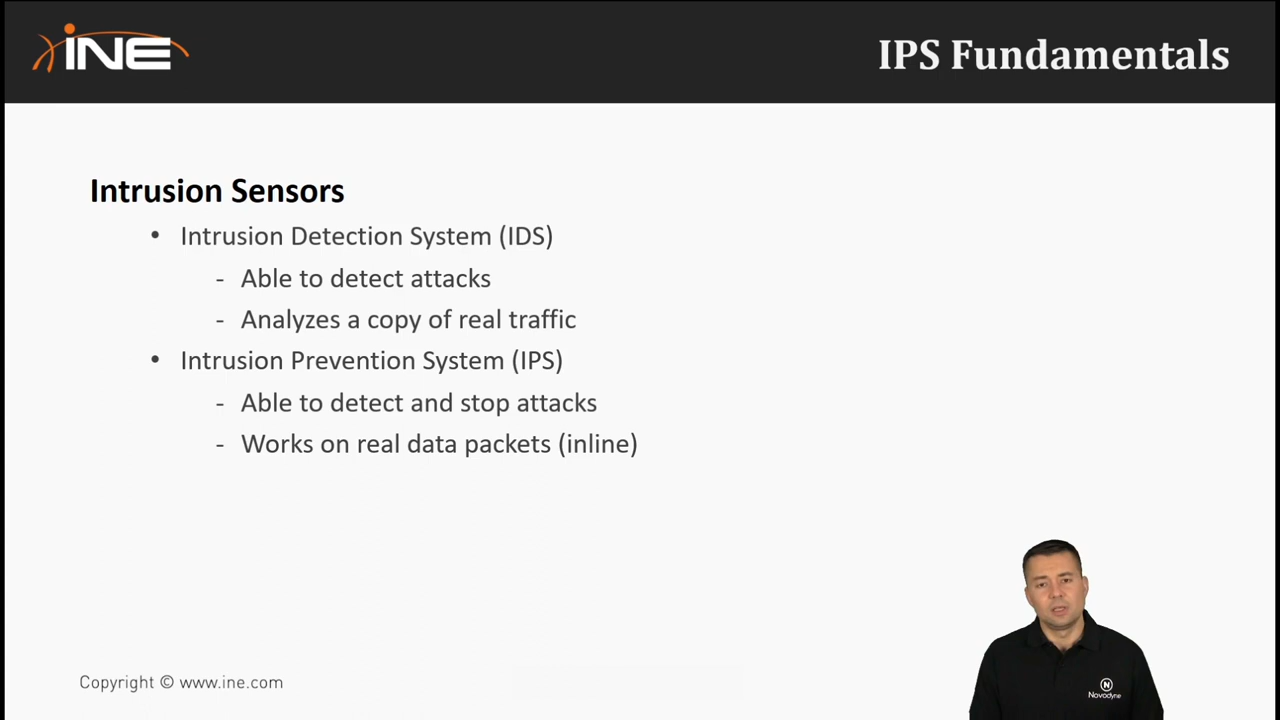 INE
IPS Fundamentals
Intrusion Sensors
• Intrusion Detection System (IDS)
- Able to detect attacks
- Analyzes a copy of real traffic
• Intrusion Prevention System (IPS)
- Able to detect and stop attacks
- Works on real data packets (inline)
N
Novodyne
Copyright © www.ine.com